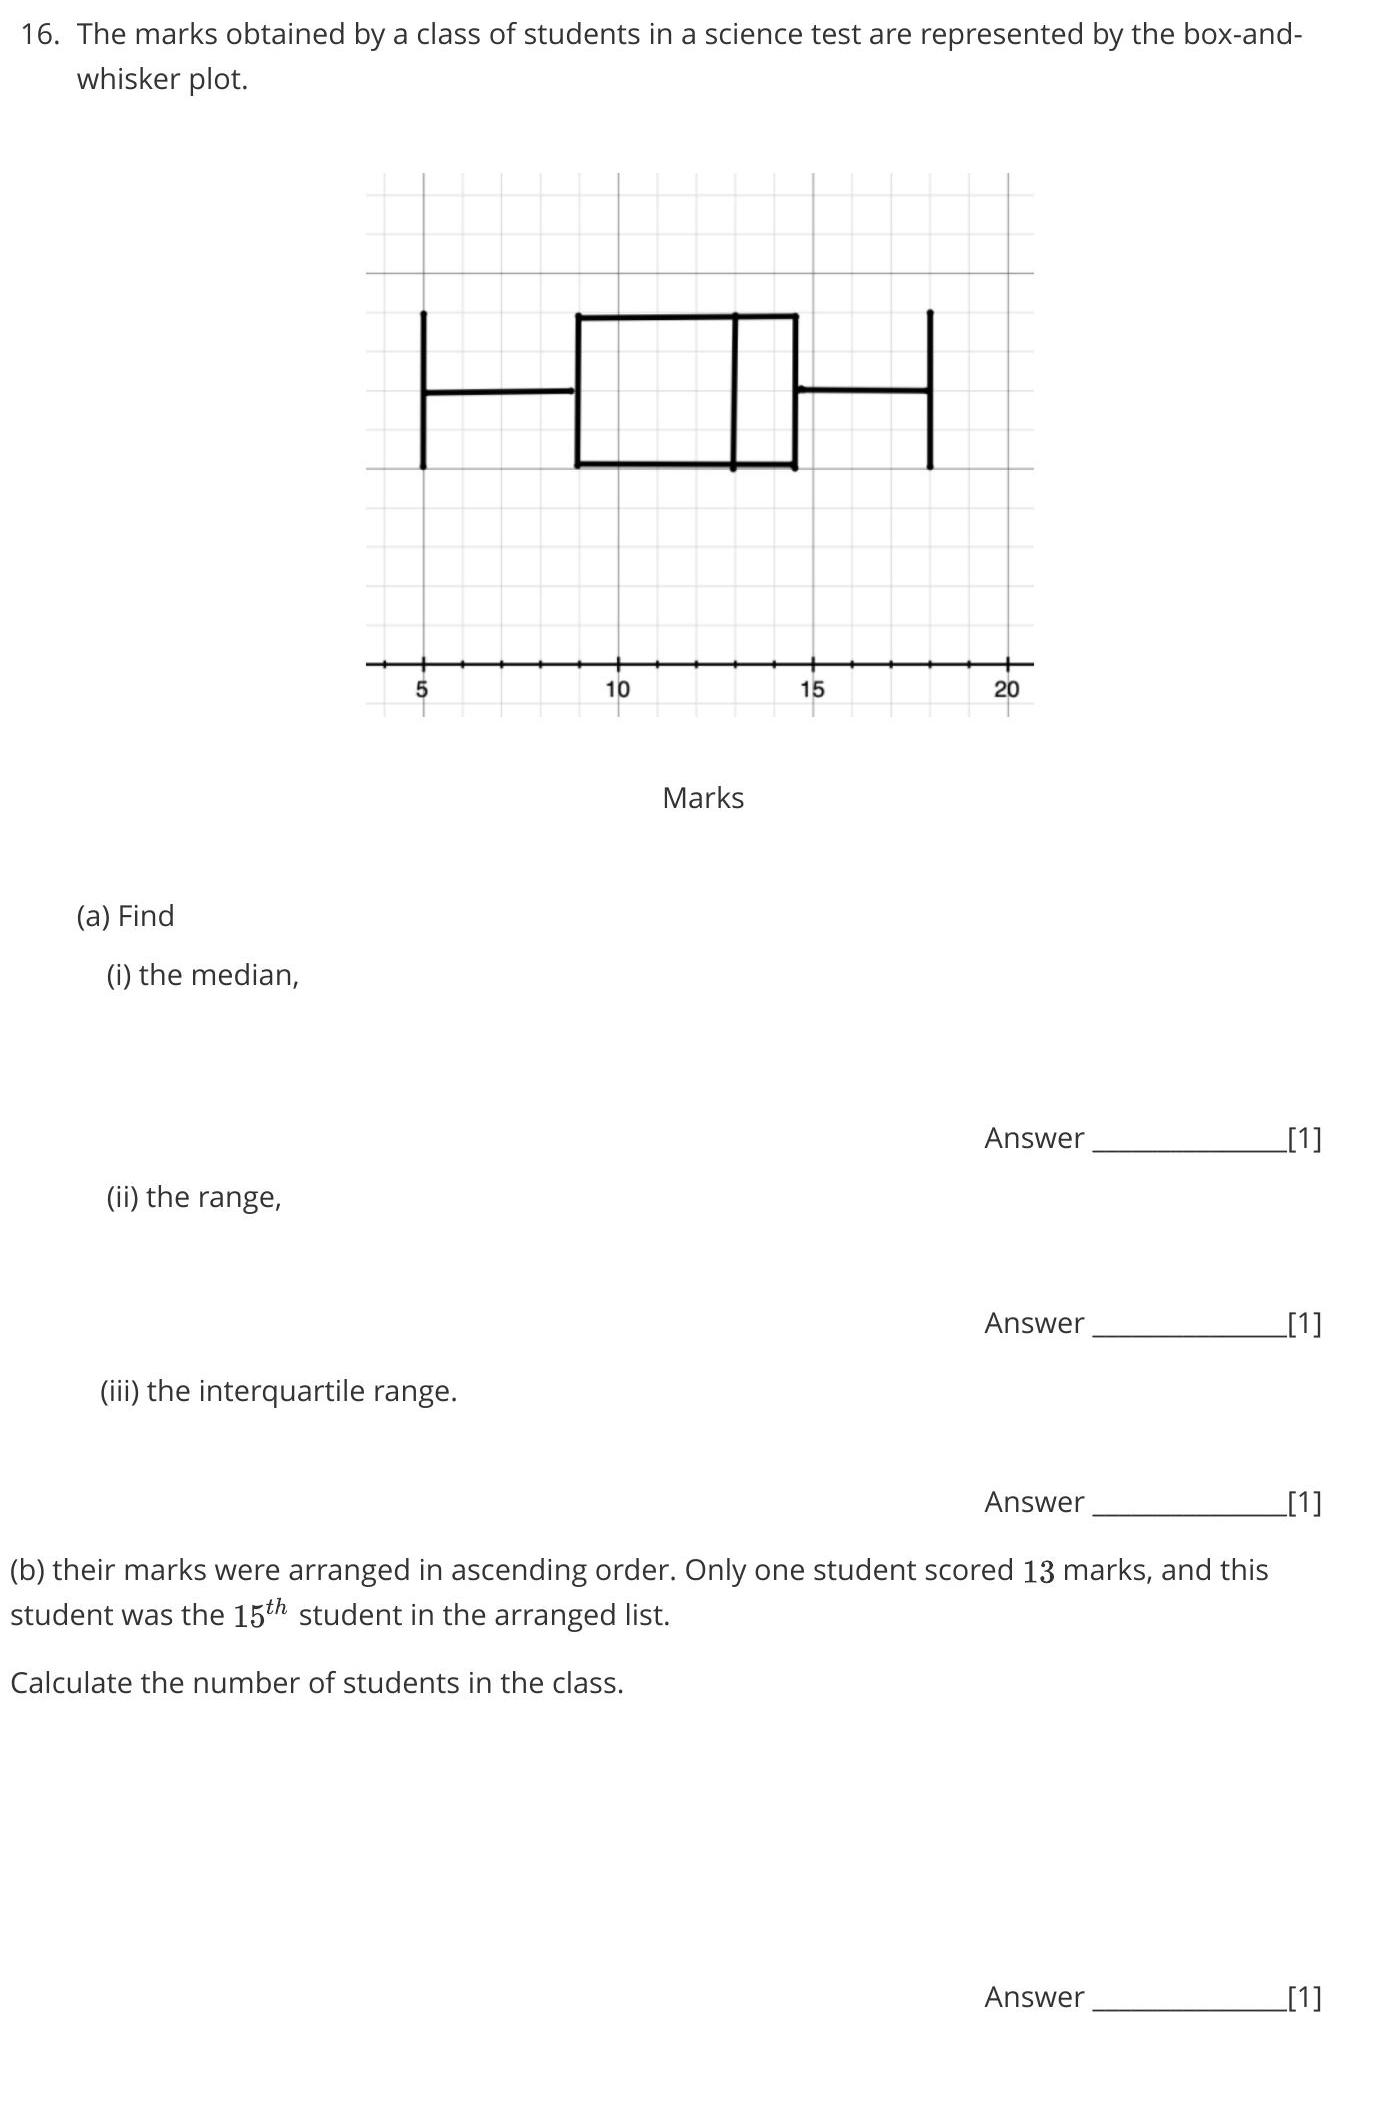 16. The marks obtained by a class of students in a science test are represented by the box-and-
whisker plot.
5 10 15 20
Marks
(a) Find
(i) the median,
Answer ____________[1]
(ii) the range,
Answer ____________[1]
(iii) the interquartile range.
Answer ____________[1]
(b) their marks were arranged in ascending order. Only one student scored 13 marks, and this
student was the 15th student in the arranged list.
Calculate the number of students in the class.
Answer ____________[1]